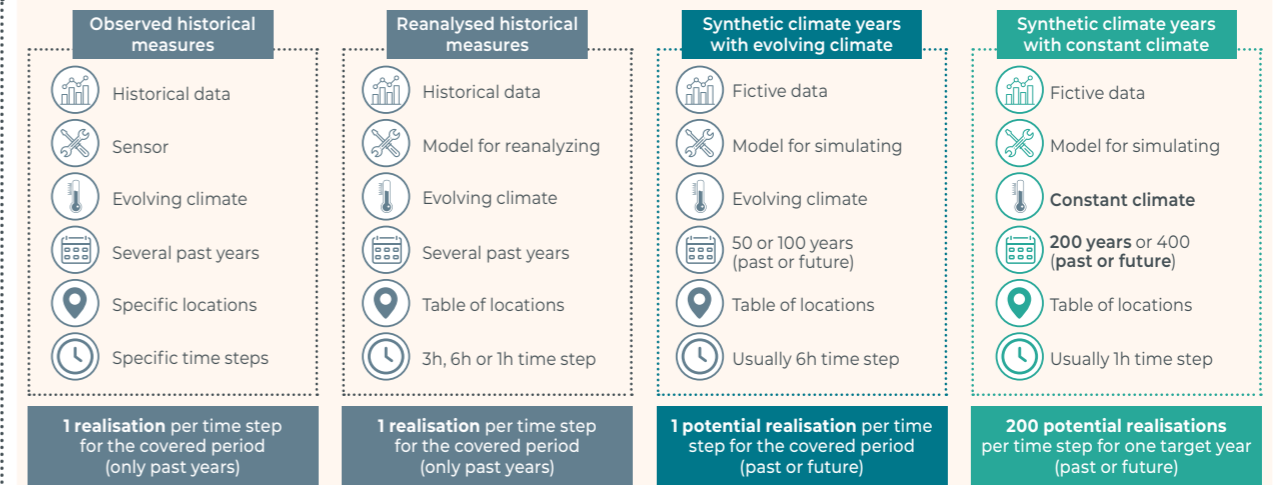 Observed historical
measures
Historical data
Sensor
Evolving climate
Several past years
Specific locations
Specific time steps
1 realisation per time step
for the covered period
(only past years)
Reanalysed historical
measures
Historical data
Model for reanalyzing
Evolving climate
Several past years
Table of locations
3h, 6h or 1h time step
1 realisation per time step
for the covered period
(only past years)
Synthetic climate years
with evolving climate
Fictive data
Model for simulating
Evolving climate
50 or 100 years
(past or future)
Table of locations
Usually 6h time step
1 potential realisation per time
step for the covered period
(past or future)
Synthetic climate years
with constant climate
Fictive data
Model for simulating
Constant climate
200 years or 400
(past or future)
Table of locations
Usually 1h time step
200 potential realisations
per time step for one target year
(past or future)